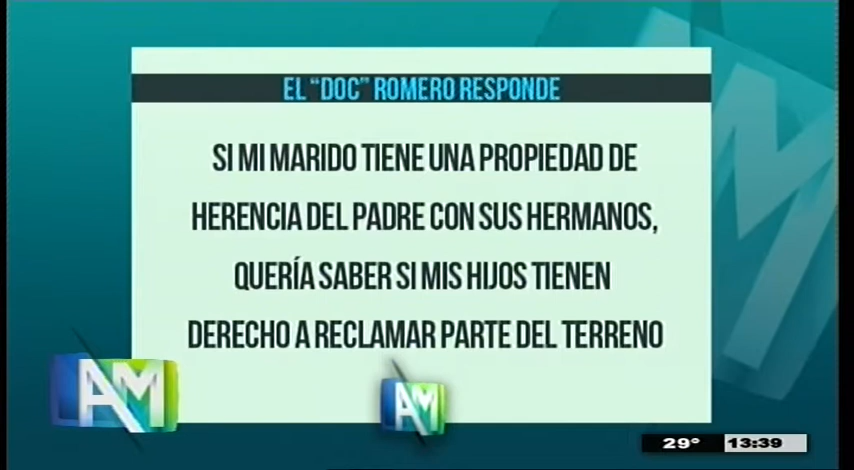 EL “DOC” ROMERO RESPONDE
SI MI MARIDO TIENE UNA PROPIEDAD DE
HERENCIA DEL PADRE CON SUS HERMANOS,
QUERÍA SABER SI MIS HIJOS TIENEN
DERECHO A RECLAMAR PARTE DEL TERRENO
AM
AM
29° 13:39